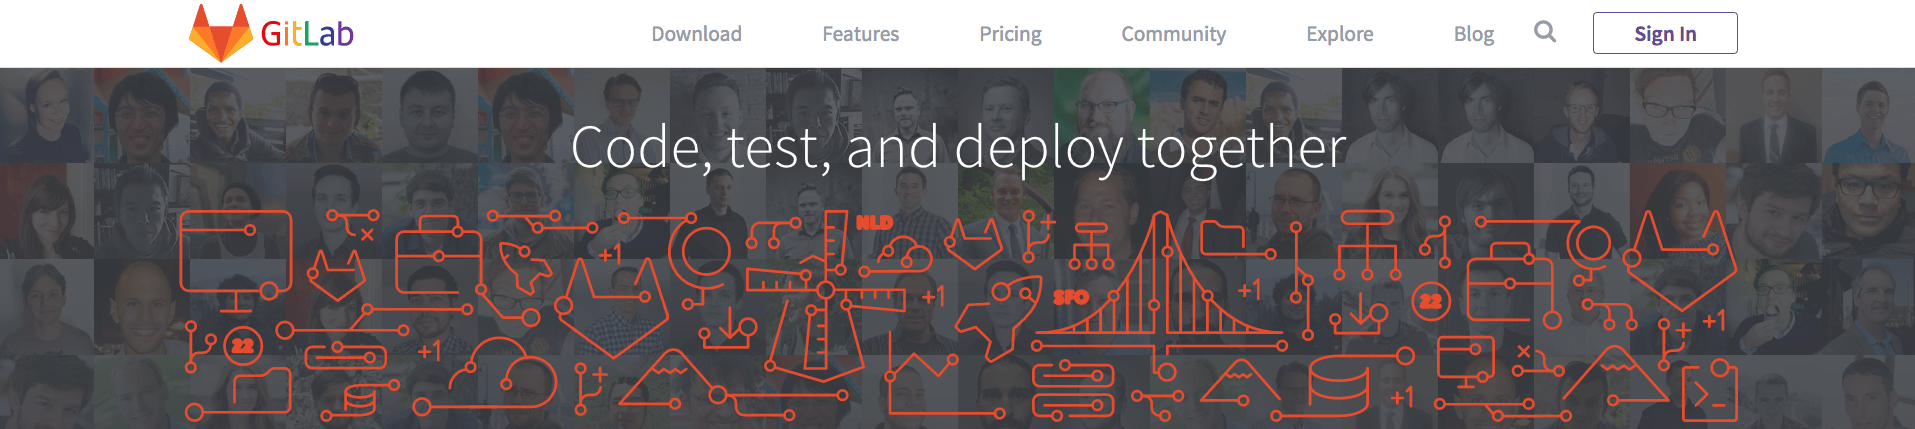 GitLab
Download Features Pricing Community Explore Blog Sign In
Code, test, and deploy together
NLD
+1
+1
SFO
+1
22
22
+1
+1
+1